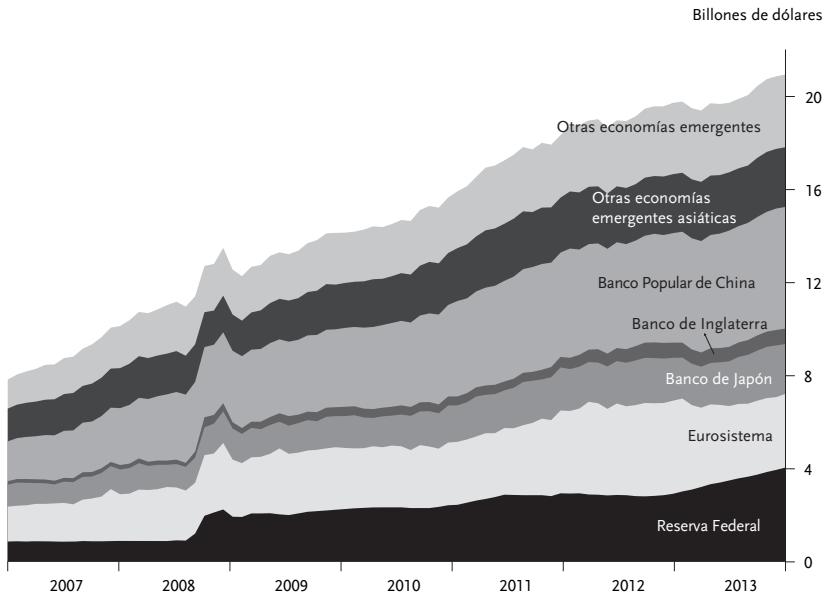 Billones de dólares
20
Otras economías emergentes
16
Otras economías
emergentes asiáticas
Banco Popular de China
12
Banco de Inglaterra
Banco de Japón
8
Eurosistema
4
Reserva Federal
0
2007 2008 2009 2010 2011 2012 2013